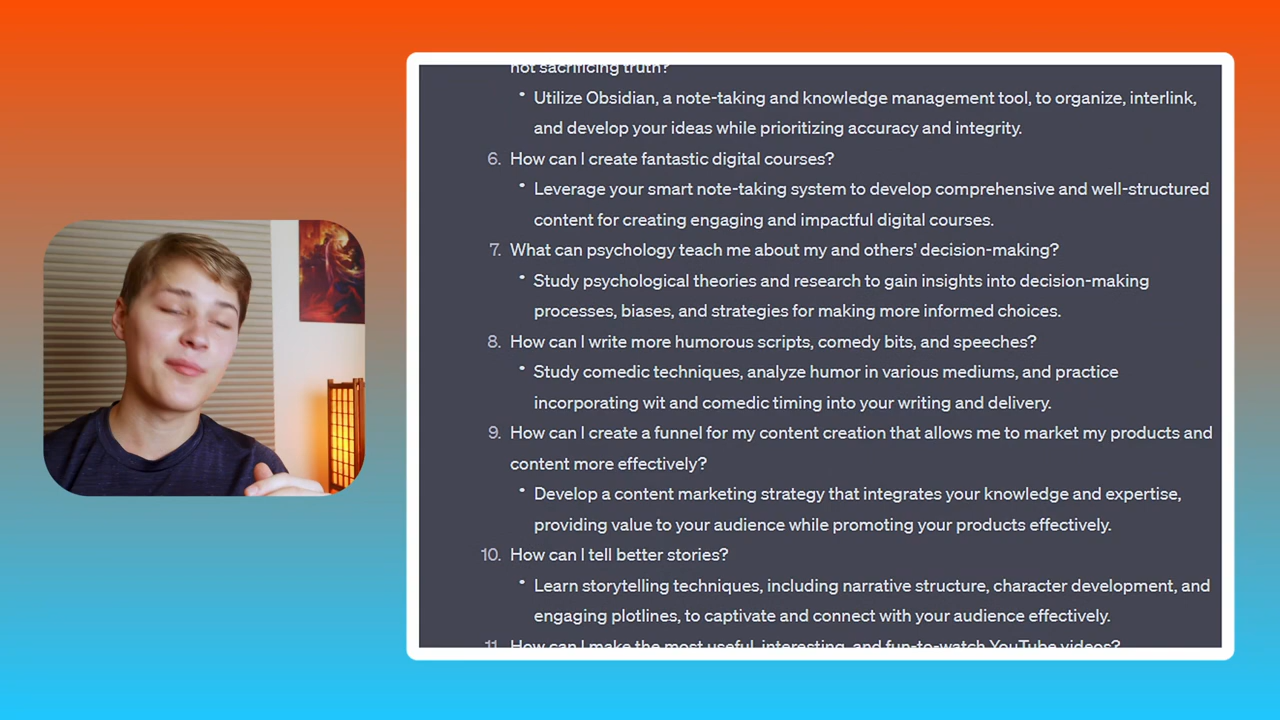 not sacrificing truth?
• Utilize Obsidian, a note-taking and knowledge management tool, to organize, interlink,
and develop your ideas while prioritizing accuracy and integrity.
6. How can I create fantastic digital courses?
• Leverage your smart note-taking system to develop comprehensive and well-structured
content for creating engaging and impactful digital courses.
7. What can psychology teach me about my and others' decision-making?
• Study psychological theories and research to gain insights into decision-making
processes, biases, and strategies for making more informed choices.
8. How can I write more humorous scripts, comedy bits, and speeches?
• Study comedic techniques, analyze humor in various mediums, and practice
incorporating wit and comedic timing into your writing and delivery.
9. How can I create a funnel for my content creation that allows me to market my products and
content more effectively?
• Develop a content marketing strategy that integrates your knowledge and expertise,
providing value to your audience while promoting your products effectively.
10. How can I tell better stories?
• Learn storytelling techniques, including narrative structure, character development, and
engaging plotlines, to captivate and connect with your audience effectively.
11. How can I make the most useful, interesting, and fun-to-watch YouTube videos?